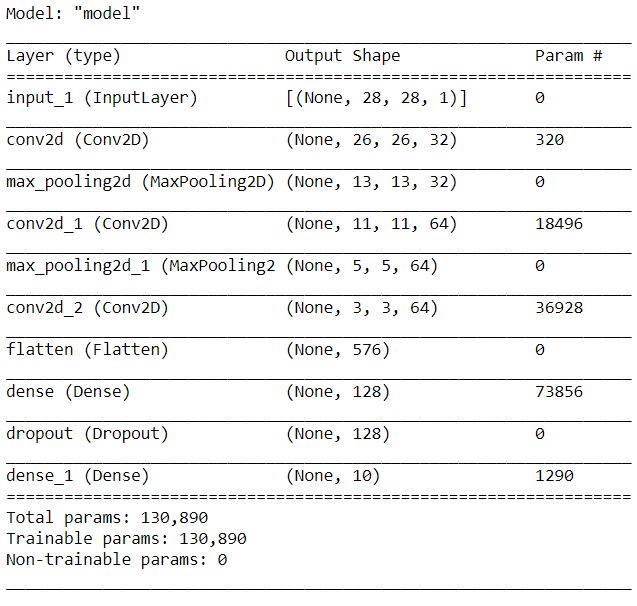 Model: "model"
Layer (type) Output Shape Param #
input_1 (InputLayer) [(None, 28, 28, 1)] 0
conv2d (Conv2D) (None, 26, 26, 32) 320
max_pooling2d (MaxPooling2D) (None, 13, 13, 32) 0
conv2d_1 (Conv2D) (None, 11, 11, 64) 18496
max_pooling2d_1 (MaxPooling2 (None, 5, 5, 64) 0
conv2d_2 (Conv2D) (None, 3, 3, 64) 36928
flatten (Flatten) (None, 576) 0
dense (Dense) (None, 128) 73856
dropout (Dropout) (None, 128) 0
dense_1 (Dense) (None, 10) 1290
Total params: 130,890
Trainable params: 130,890
Non-trainable params: 0